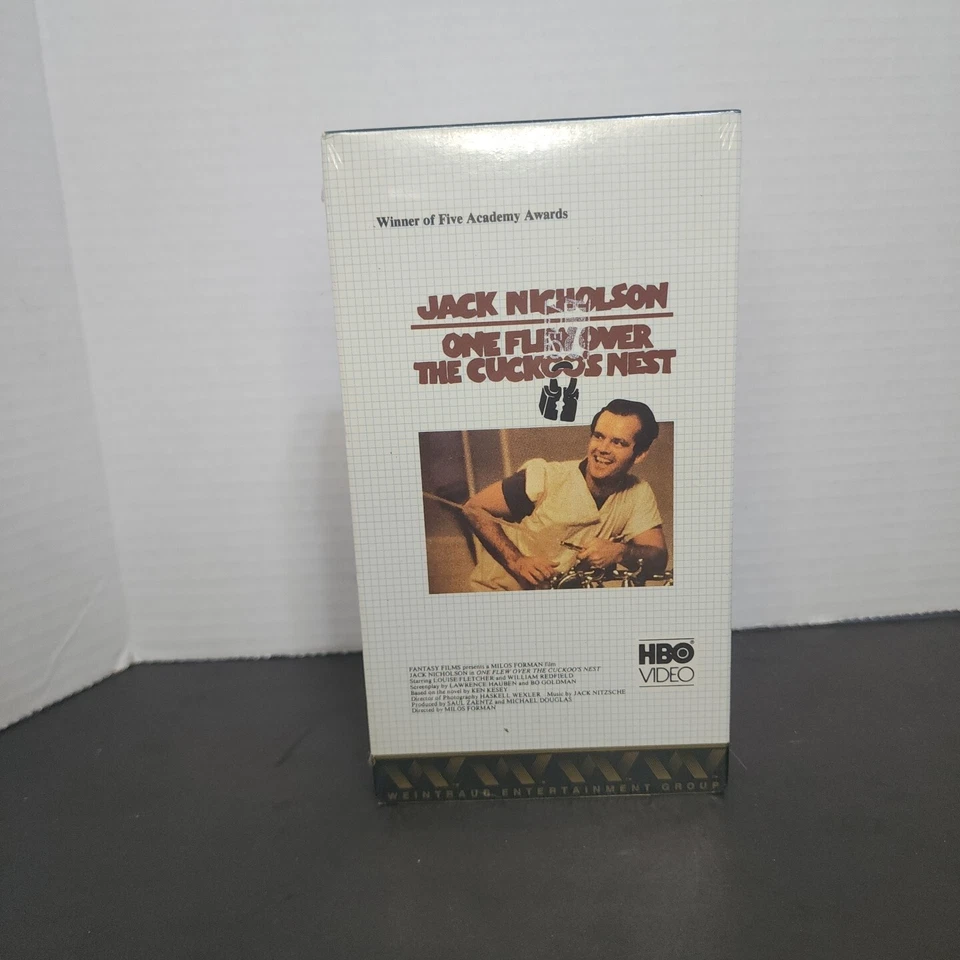 Winner of Five Academy Awards
JACK NICHOLSON
ONE FLEW OVER
THE CUCKOO'S NEST
FANTASY FILMS presents a MILOS FORMAN film
JACK NICHOLSON in ONE FLEW OVER THE CUCKOO'S NEST
Starring LOUISE FLETCHER and WILLIAM REDFIELD
Screenplay by LAWRENCE HAUBEN and BO GOLDMAN
Based on the novel by KEN KESEY
Director of Photography HASKELL WEXLER Music by JACK NITZSCHE
Produced by SAUL ZAENTZ and MICHAEL DOUGLAS
Directed by MILOS FORMAN
HBO®
VIDEO™
WEINTRAUB ENTERTAINMENT GROUP